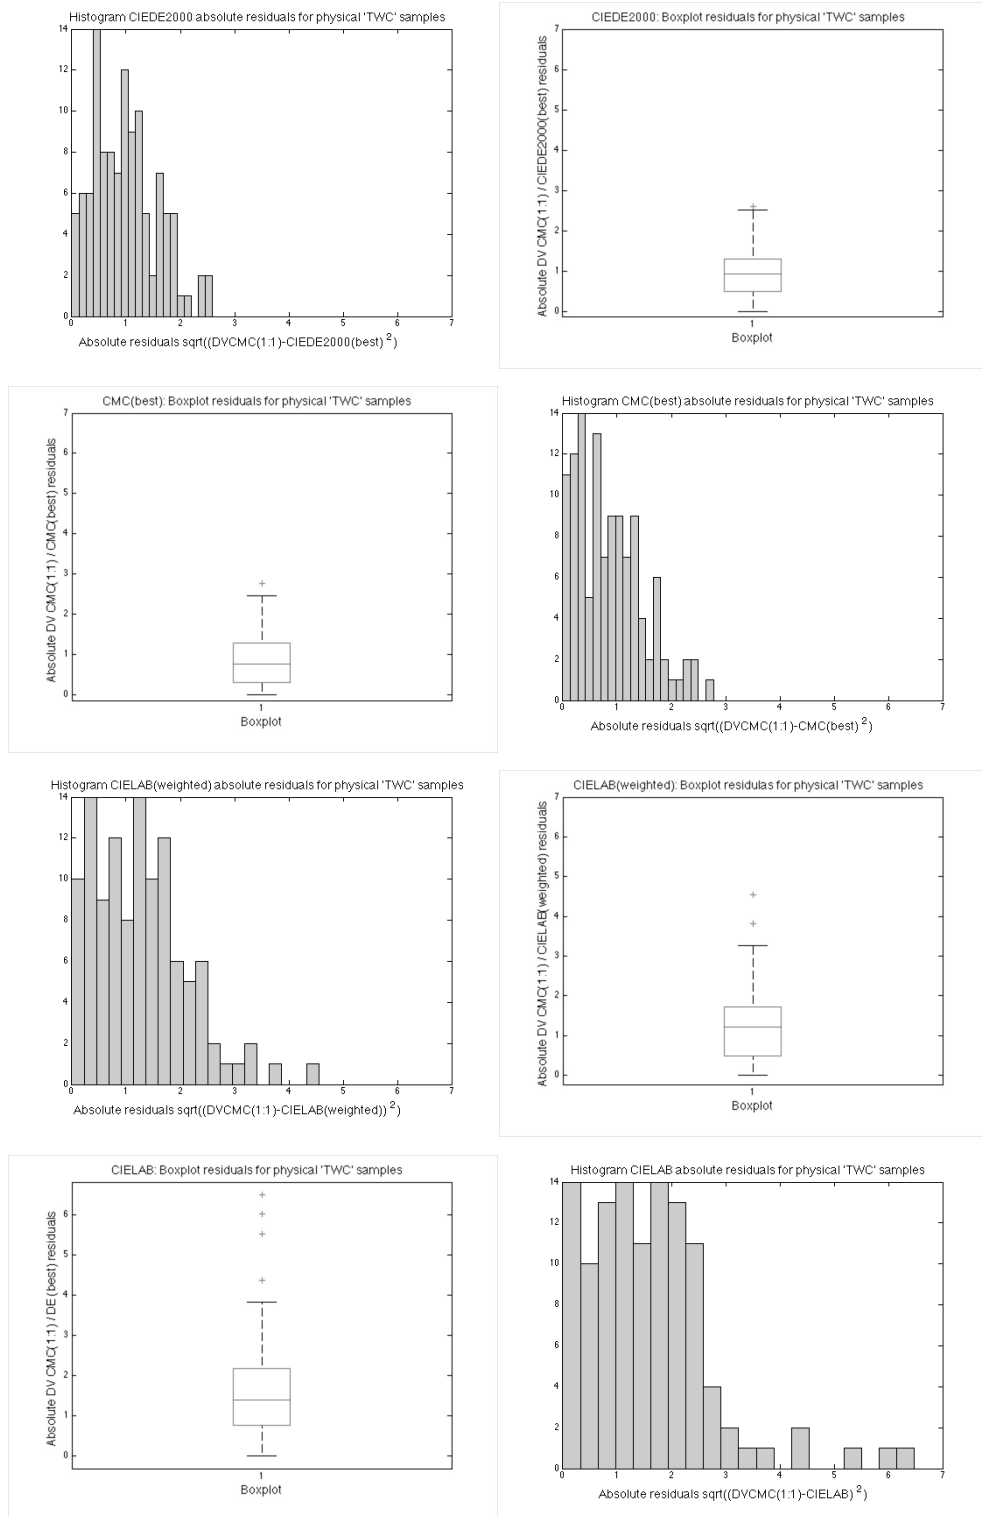 Histogram CIEDE2000 absolute residuals for physical 'TWC' samples
14
12
10
8
6
4
2
0
0 1 2 3 4 5 6 7
Absolute residuals sqrt((DVCMC(1:1)-CIEDE2000(best) 2)
CIEDE2000: Boxplot residuals for physical 'TWC' samples
Absolute DV CMC(1:1) / CIEDE2000(best) residuals
7
6
5
4
3
2
1
0
1
Boxplot
CMC(best): Boxplot residuals for physical 'TWC' samples
Absolute DV CMC(1:1) / CMC(best) residuals
7
6
5
4
3
2
1
0
1
Boxplot
Histogram CMC(best) absolute residuals for physical 'TWC' samples
14
12
10
8
6
4
2
0
0 1 2 3 4 5 6 7
Absolute residuals sqrt((DVCMC(1:1)-CMC(best) 2)
Histogram CIELAB(weighted) absolute residuals for physical 'TWC' samples
14
12
10
8
6
4
2
0
0 1 2 3 4 5 6 7
Absolute residuals sqrt((DVCMC(1:1)-CIELAB(weighted)) 2)
CIELAB(weighted): Boxplot residulas for physical 'TWC' samples
Absolute DV CMC(1:1) / CIELAB(weighted) residuals
7
6
5
4
3
2
1
0
1
Boxplot
CIELAB: Boxplot residuals for physical 'TWC' samples
Absolute DV CMC(1:1) / DE (best) residuals
6
5
4
3
2
1
0
1
Boxplot
Histogram CIELAB absolute residuals for physical 'TWC' samples
14
12
10
8
6
4
2
0
0 1 2 3 4 5 6 7
Absolute residuals sqrt((DVCMC(1:1)-CIELAB) 2)